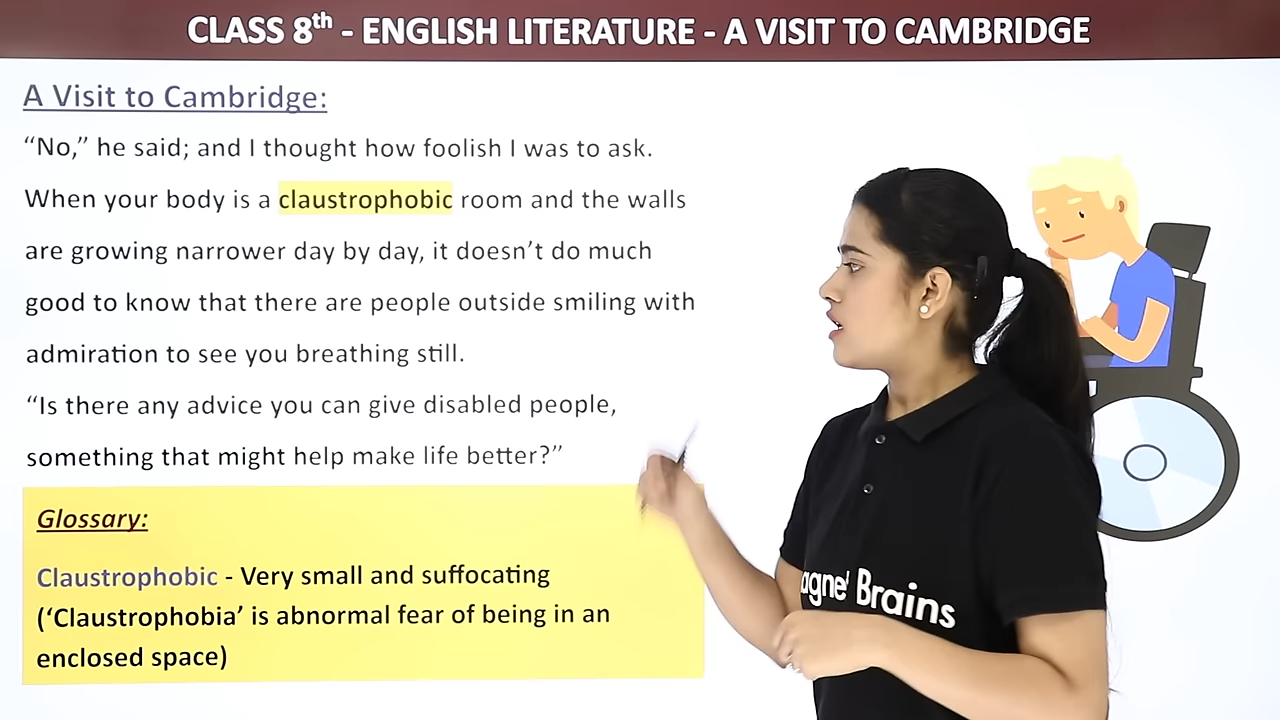 CLASS 8th - ENGLISH LITERATURE - A VISIT TO CAMBRIDGE
A Visit to Cambridge:
“No,” he said; and I thought how foolish I was to ask.
When your body is a claustrophobic room and the walls
are growing narrower day by day, it doesn’t do much
good to know that there are people outside smiling with
admiration to see you breathing still.
“Is there any advice you can give disabled people,
something that might help make life better?”
Glossary:
Claustrophobic - Very small and suffocating
(‘Claustrophobia’ is abnormal fear of being in an
enclosed space)
Brains